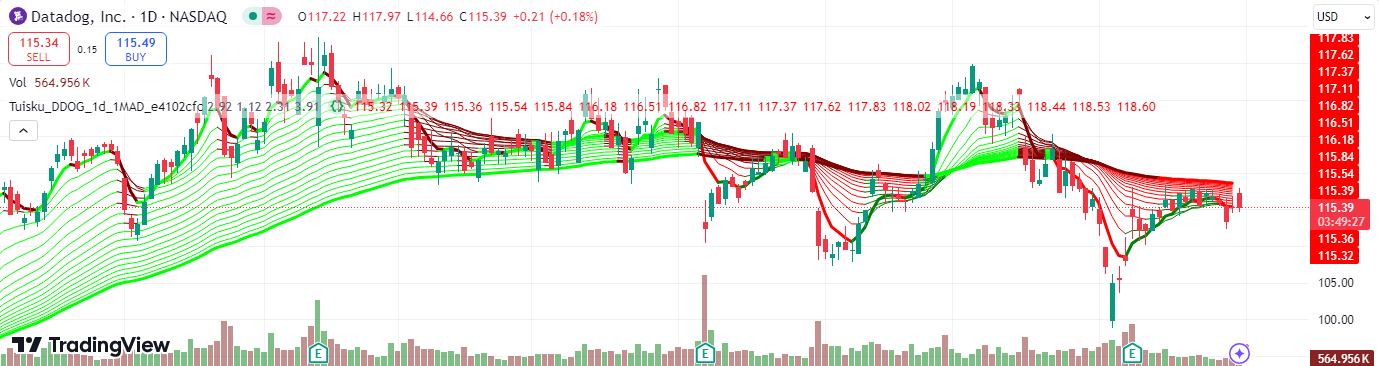 Datadog, Inc. · 1D · NASDAQ ≈ O117.22 H117.97 L114.66 C115.39 +0.21 (+0.18%)
USD
115.34 SELL
0.15
115.49 BUY
Vol 564.956 K
Tuisku_DDOG_1d_1MAD_e4102cfc 2.92 1.12 2.31 3.91 115.32 115.39 115.36 115.54 115.84 116.18 116.51 116.82 117.11 117.37 117.62 117.83 118.02 118.19 118.33 118.44 118.53 118.60
117.83
117.62
117.37
117.11
116.82
116.51
116.18
115.84
115.54
115.39
115.39
03:49:27
115.36
115.32
105.00
100.00
E
E
E
TradingView
564.956 K